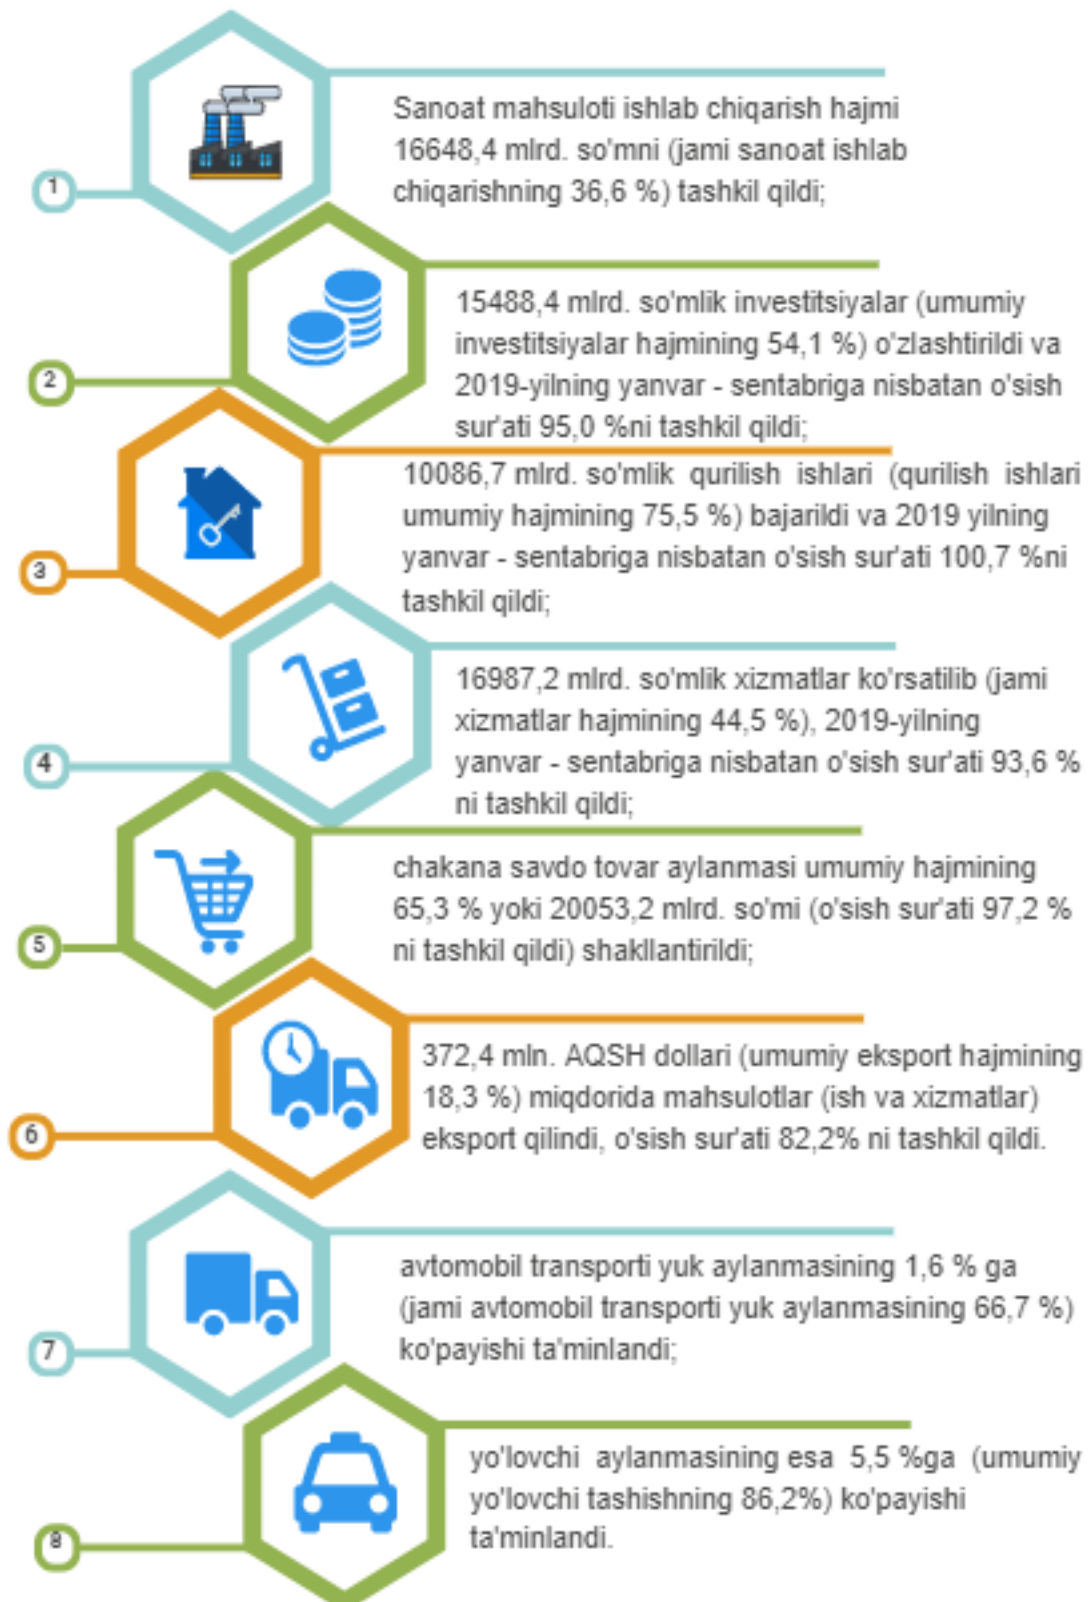 1
Sanoat mahsuloti ishlab chiqarish hajmi
16648,4 mlrd. so'mni (jami sanoat ishlab
chiqarishning 36,6 %) tashkil qildi;
2
15488,4 mlrd. so'mlik investitsiyalar (umumiy
investitsiyalar hajmining 54,1 %) o'zlashtirildi va
2019-yilning yanvar - sentabriga nisbatan o'sish
sur'ati 95,0 %ni tashkil qildi;
3
10086,7 mlrd. so'mlik qurilish ishlari (qurilish ishlari
umumiy hajmining 75,5 %) bajarildi va 2019 yilning
yanvar - sentabriga nisbatan o'sish sur'ati 100,7 %ni
tashkil qildi;
4
16987,2 mlrd. so'mlik xizmatlar ko'rsatilib (jami
xizmatlar hajmining 44,5 %), 2019-yilning
yanvar - sentabriga nisbatan o'sish sur'ati 93,6 %
ni tashkil qildi;
5
chakana savdo tovar aylanmasi umumiy hajmining
65,3 % yoki 20053,2 mlrd. so'mi (o'sish sur'ati 97,2 %
ni tashkil qildi) shakllantirildi;
6
372,4 mln. AQSH dollari (umumiy eksport hajmining
18,3 %) miqdorida mahsulotlar (ish va xizmatlar)
eksport qilindi, o'sish sur'ati 82,2% ni tashkil qildi.
7
avtomobil transporti yuk aylanmasining 1,6 % ga
(jami avtomobil transporti yuk aylanmasining 66,7 %)
ko'payishi ta'minlandi;
8
yo'lovchi aylanmasining esa 5,5 %ga (umumiy
yo'lovchi tashishning 86,2%) ko'payishi
ta'minlandi.